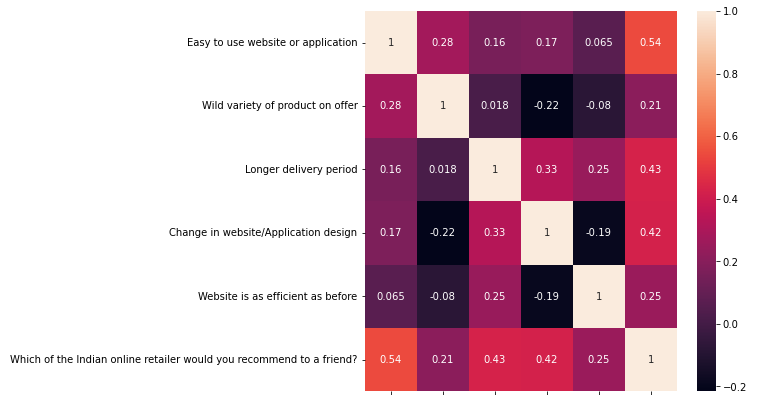 1.0
Easy to use website or application 1 0.28 0.16 0.17 0.065 0.54
0.8
Wild variety of product on offer 0.28 1 0.018 -0.22 -0.08 0.21
0.6
Longer delivery period 0.16 0.018 1 0.33 0.25 0.43
0.4
Change in website/Application design 0.17 -0.22 0.33 1 -0.19 0.42
0.2
Website is as efficient as before 0.065 -0.08 0.25 -0.19 1 0.25
0.0
Which of the Indian online retailer would you recommend to a friend? 0.54 0.21 0.43 0.42 0.25 1
−0.2